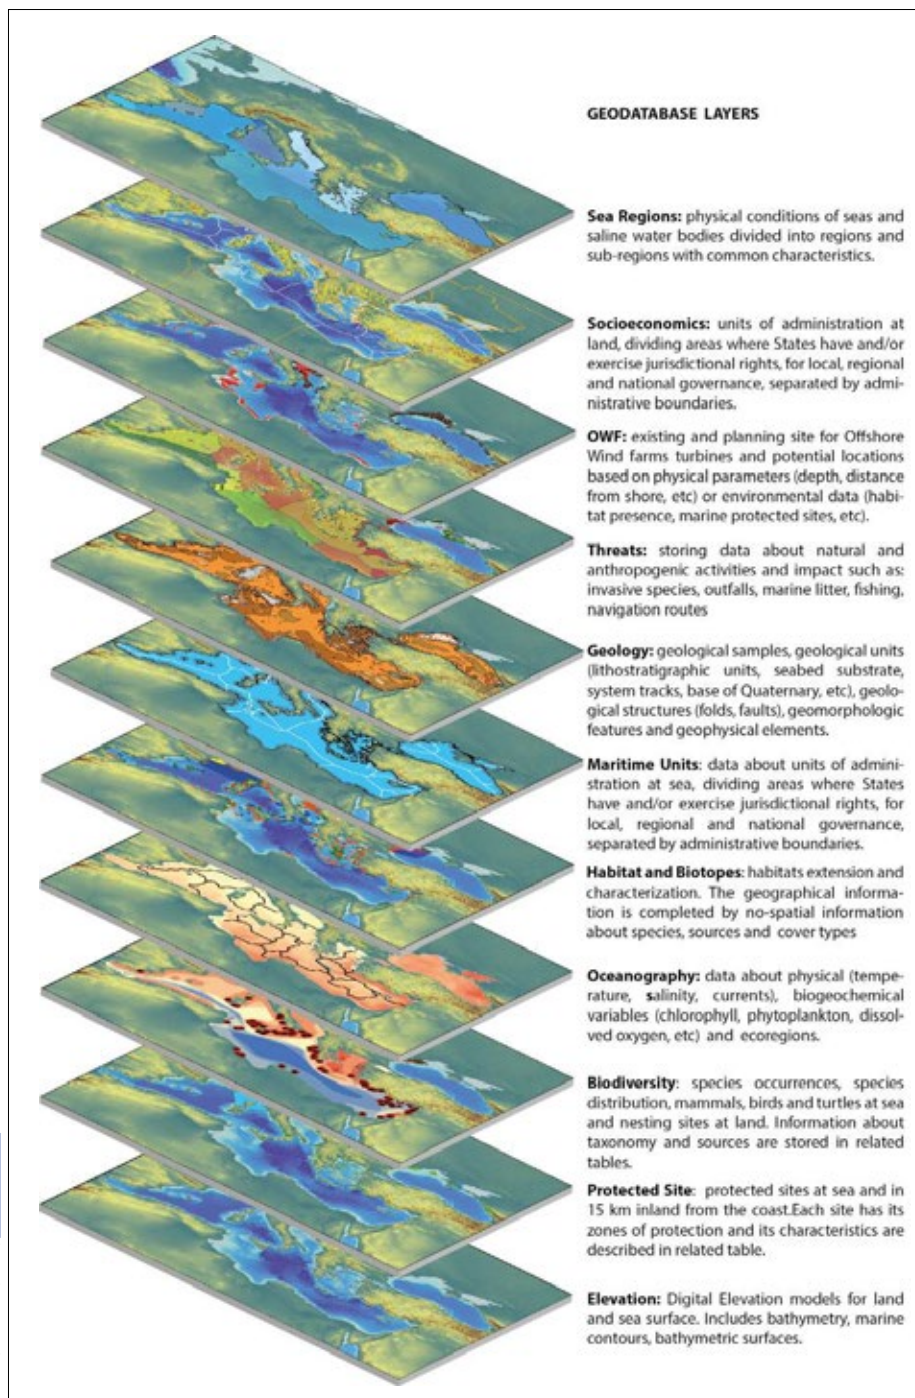 GEODATABASE LAYERS
Sea Regions: physical conditions of seas and
saline water bodies divided into regions and
sub-regions with common characteristics.
Socioeconomics: units of administration at
land, dividing areas where States have and/or
exercise jurisdictional rights, for local, regional
and national governance, separated by admi-
nistrative boundaries.
OWF: existing and planning site for Offshore
Wind farms turbines and potential locations
based on physical parameters (depth, distance
from shore, etc) or environmental data (habi-
tat presence, marine protected sites, etc).
Threats: storing data about natural and
anthropogenic activities and impact such as:
invasive species, outfalls, marine litter, fishing,
navigation routes
Geology: geological samples, geological units
(lithostratigraphic units, seabed substrate,
system tracks, base of Quaternary, etc), geolo-
gical structures (folds, faults), geomorphologic
features and geophysical elements.
Maritime Units: data about units of admini-
stration at sea, dividing areas where States
have and/or exercise jurisdictional rights, for
local, regional and national governance,
separated by administrative boundaries.
Habitat and Biotopes: habitats extension and
characterization. The geographical informa-
tion is completed by no-spatial information
about species, sources and cover types
Oceanography: data about physical (tempe-
rature, salinity, currents), biogeochemical
variables (chlorophyll, phytoplankton, dissol-
ved oxygen, etc) and ecoregions.
Biodiversity: species occurrences, species
distribution, mammals, birds and turtles at sea
and nesting sites at land. Information about
taxonomy and sources are stored in related
tables.
Protected Site: protected sites at sea and in
15 km inland from the coast.Each site has its
zones of protection and its characteristics are
described in related table.
Elevation: Digital Elevation models for land
and sea surface. Includes bathymetry, marine
contours, bathymetric surfaces.